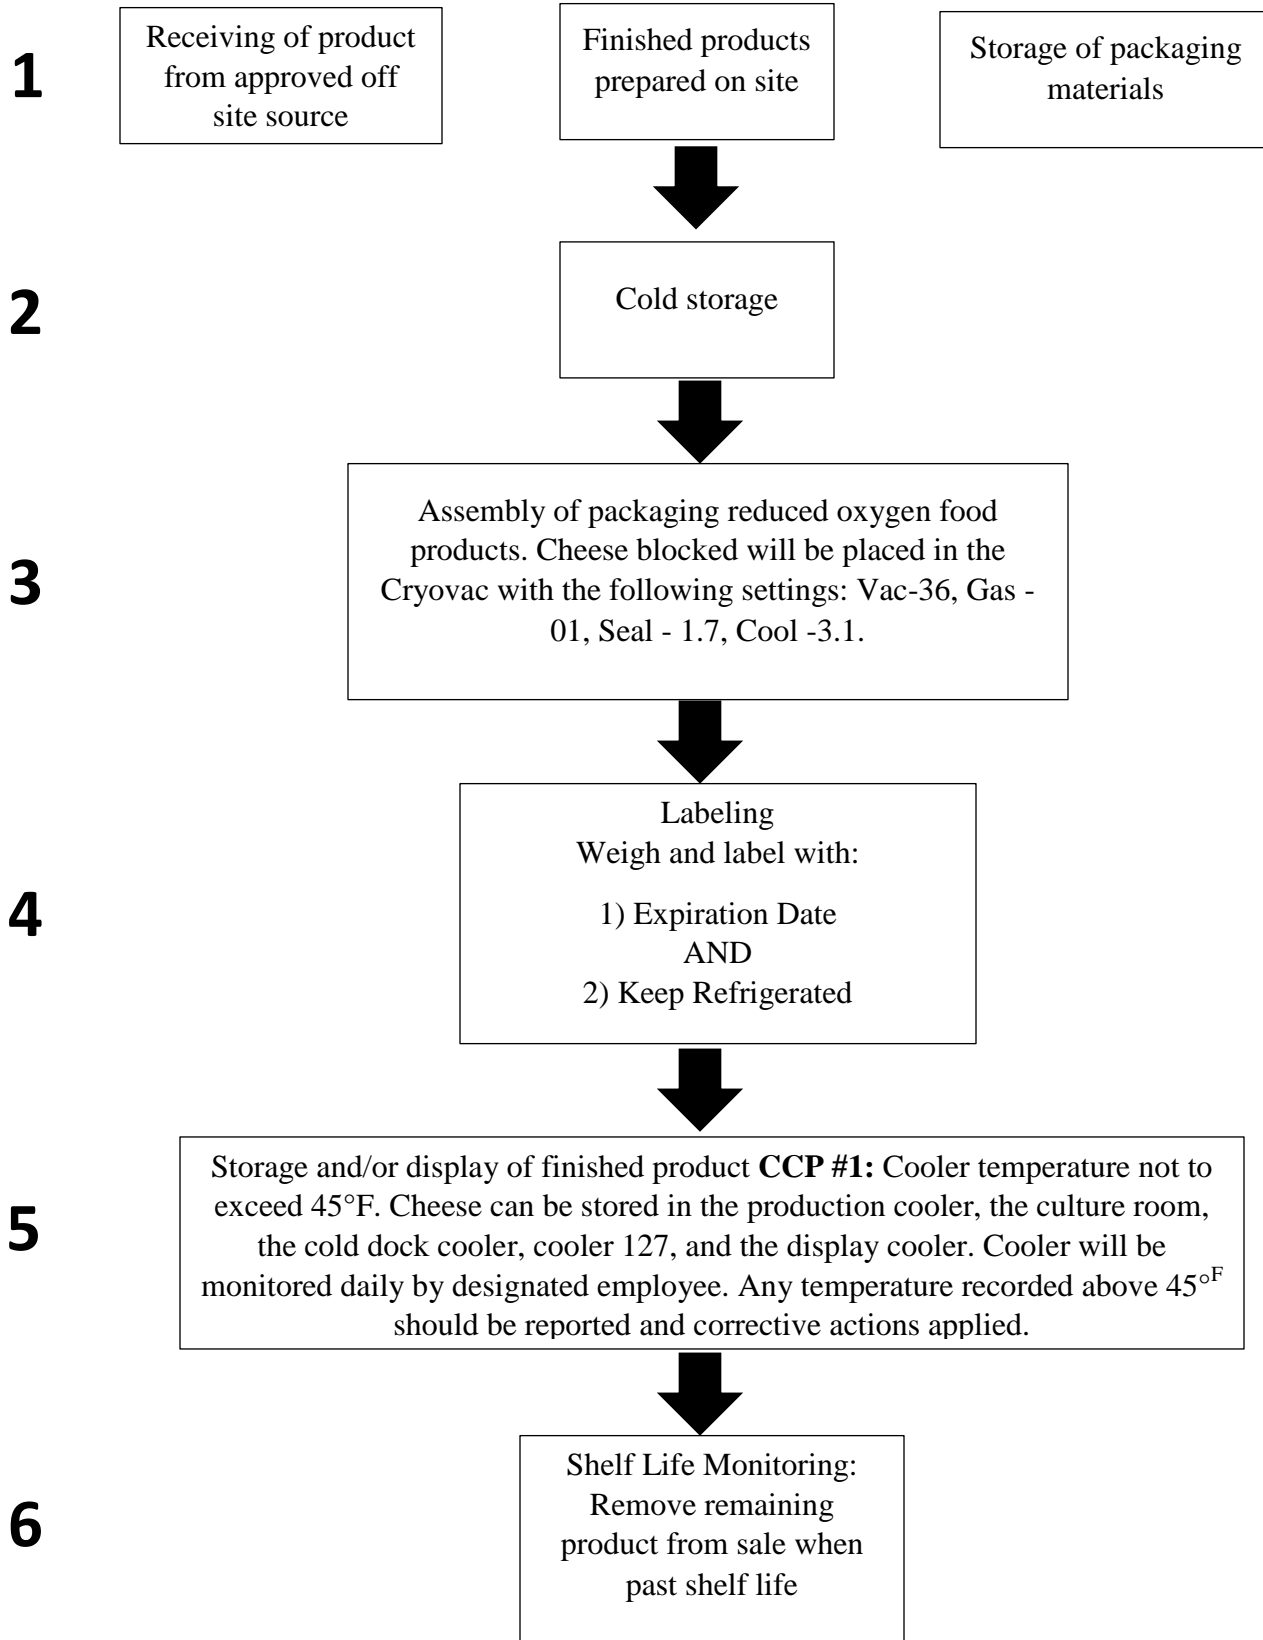 1
Receiving of product
from approved off
site source
Finished products
prepared on site
Storage of packaging
materials
2
Cold storage
3
Assembly of packaging reduced oxygen food
products. Cheese blocked will be placed in the
Cryovac with the following settings: Vac-36, Gas -
01, Seal - 1.7, Cool -3.1.
4
Labeling
Weigh and label with:
1) Expiration Date
AND
2) Keep Refrigerated
5
Storage and/or display of finished product CCP #1: Cooler temperature not to
exceed 45°F. Cheese can be stored in the production cooler, the culture room,
the cold dock cooler, cooler 127, and the display cooler. Cooler will be
monitored daily by designated employee. Any temperature recorded above 45°F
should be reported and corrective actions applied.
6
Shelf Life Monitoring:
Remove remaining
product from sale when
past shelf life